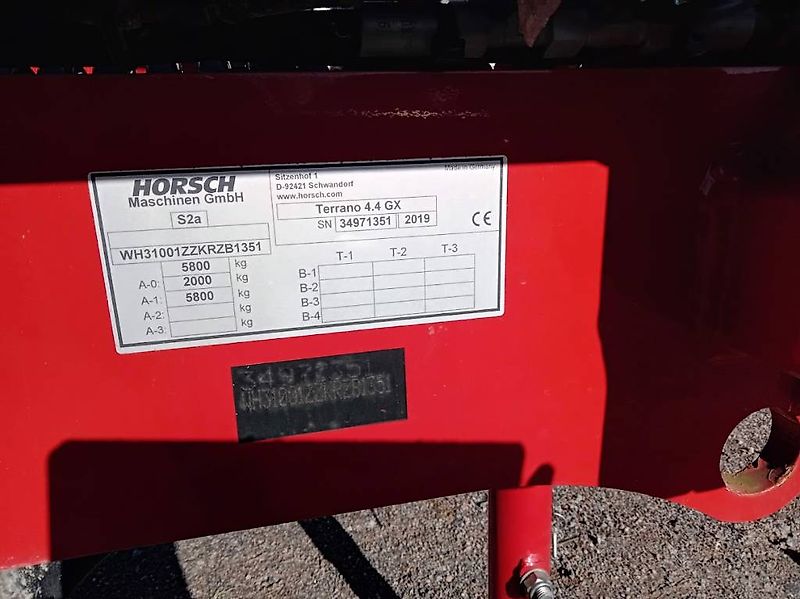 HORSCH
Maschinen GmbH
S2a
Sitzenhof 1
D-92421 Schwandorf
www.horsch.com
Made in Germany
Terrano 4.4 GX
SN 34971351 2019
CE
WH31001ZZKRZB1351
5800 kg
A-0: 2000 kg
A-1: 5800 kg
A-2: kg
A-3: kg
T-1 T-2 T-3
B-1
B-2
B-3
B-4
34971351
WH31001ZZKRZB1351